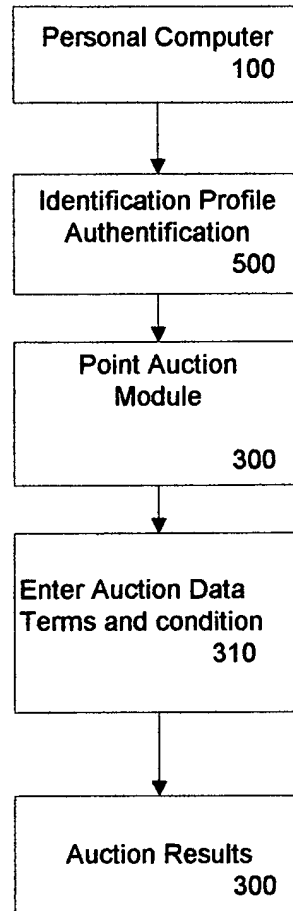 Personal Computer
100
Identification Profile
Authentification
500
Point Auction
Module
300
Enter Auction Data
Terms and condition
310
Auction Results
300